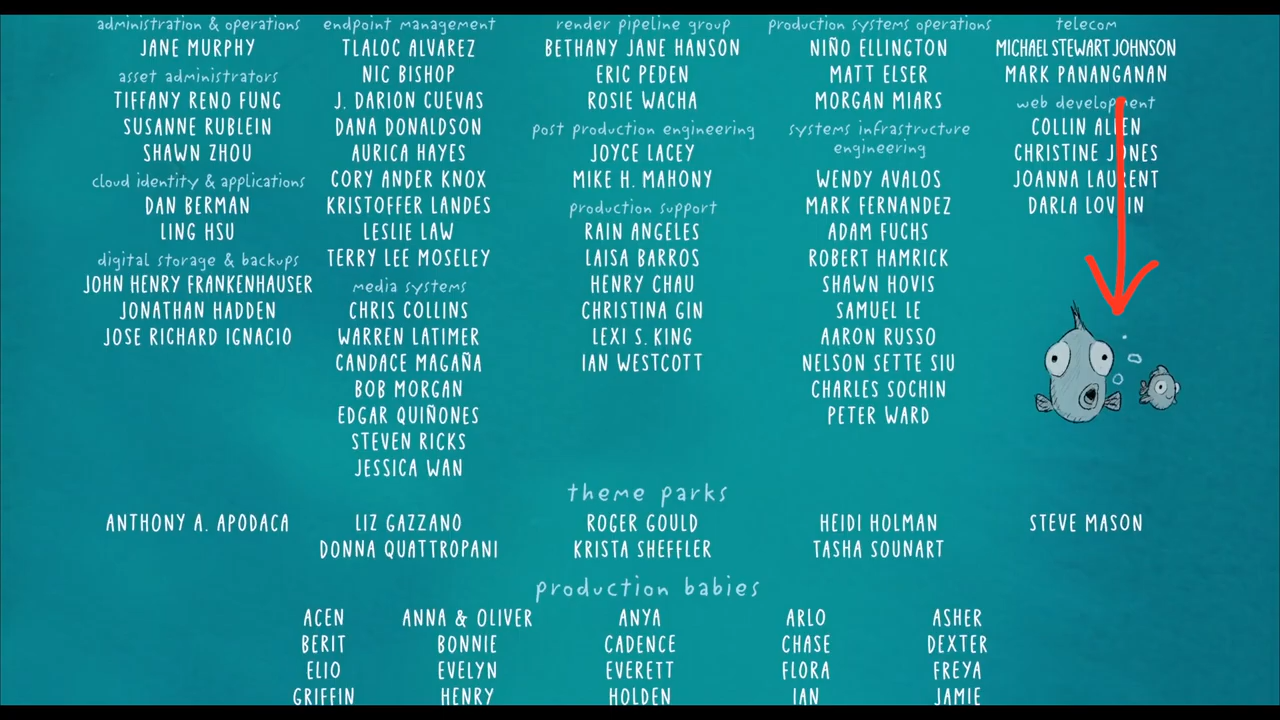 administration & operations
JANE MURPHY
asset administrators
TIFFANY RENO FUNG
SUSANNE RUBLEIN
SHAWN ZHOU
cloud identity & applications
DAN BERMAN
LING HSU
digital storage & backups
JOHN HENRY FRANKENHAUSER
JONATHAN HADDEN
JOSE RICHARD IGNACIO
endpoint management
TLALOC ALVAREZ
NIC BISHOP
J. DARION CUEVAS
DANA DONALDSON
AURICA HAYES
CORY ANDER KNOX
KRISTOFFER LANDES
LESLIE LAW
TERRY LEE MOSELEY
media systems
CHRIS COLLINS
WARREN LATIMER
CANDACE MAGAÑA
BOB MORGAN
EDGAR QUIÑONES
STEVEN RICKS
JESSICA WAN
render pipeline group
BETHANY JANE HANSON
ERIC PEDEN
ROSIE WACHA
post production engineering
JOYCE LACEY
MIKE H. MAHONY
production support
RAIN ANGELES
LAISA BARROS
HENRY CHAU
CHRISTINA GIN
LEXI S. KING
IAN WESTCOTT
production systems operations
NIÑO ELLINGTON
MATT ELSER
MORGAN MIARS
systems infrastructure
engineering
WENDY AVALOS
MARK FERNANDEZ
ADAM FUCHS
ROBERT HAMRICK
SHAWN HOVIS
SAMUEL LE
AARON RUSSO
NELSON SETTE SIU
CHARLES SOCHIN
PETER WARD
telecom
MICHAEL STEWART JOHNSON
MARK PANANGANAN
web development
COLLIN ALLEN
CHRISTINE JONES
JOANNA LAURENT
DARLA
theme parks
ANTHONY A. APODACA
LIZ GAZZANO
ROGER GOULD
HEIDI HOLMAN
STEVE MASON
DONNA QUATTROPANI
KRISTA SHEFFLER
TASHA SOUNART
production babies
ACEN
ANNA & OLIVER
ANYA
ARLO
ASHER
BERIT
BONNIE
CADENCE
CHASE
DEXTER
ELIO
EVELYN
EVERETT
FLORA
FREYA
GRIFFIN
HENRY
HOLDEN
IAN
JAMIE